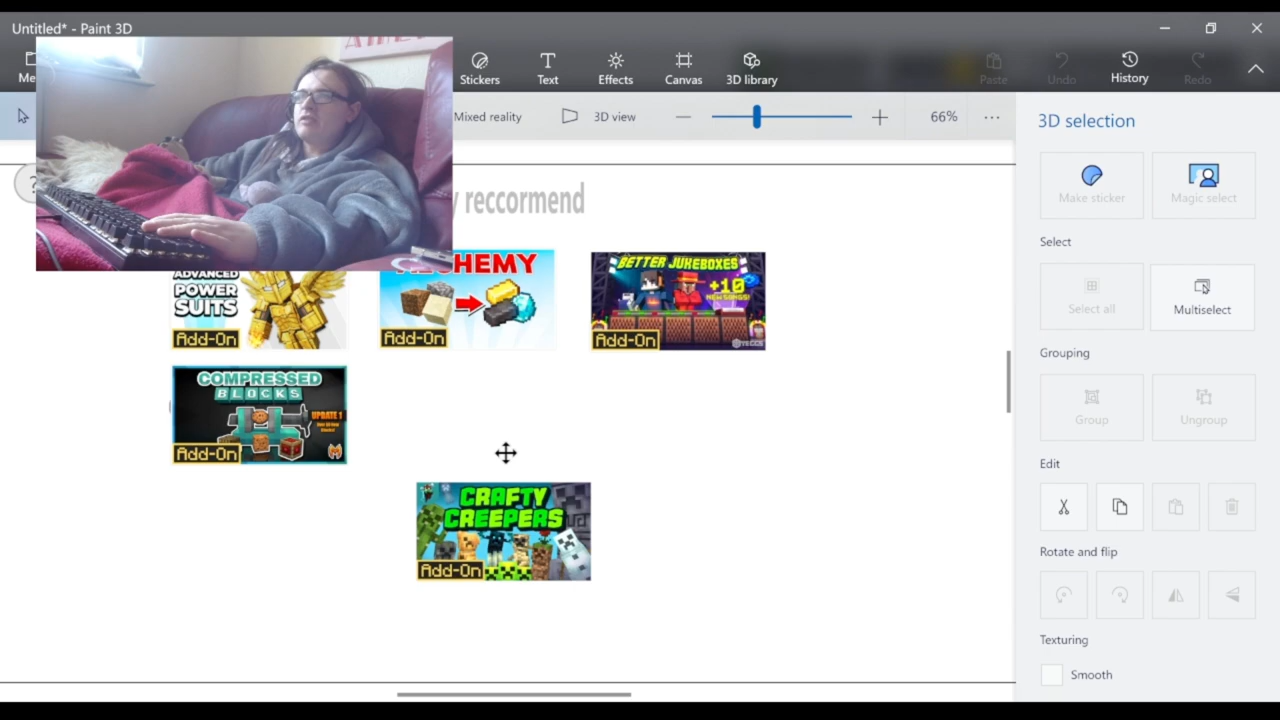 Untitled* - Paint 3D
Me
Stickers
Text
Effects
Canvas
3D library
Paste
Undo
History
Redo
Mixed reality
3D view
66%
...
?
y reccormend
3D selection
Make sticker
Magic select
Select
Select all
Multiselect
Grouping
Group
Ungroup
Edit
Rotate and flip
Texturing
Smooth
ADVANCED
POWER
SUITS
Add-On
CHEMY
Add-On
BETTER JUKEBOXES
+10
NEW SONGS!
Add-On
COMPRESSED
BLOCKS
UPDATE 1
Add-On
CRAFTY
CREEPERS
Add-On